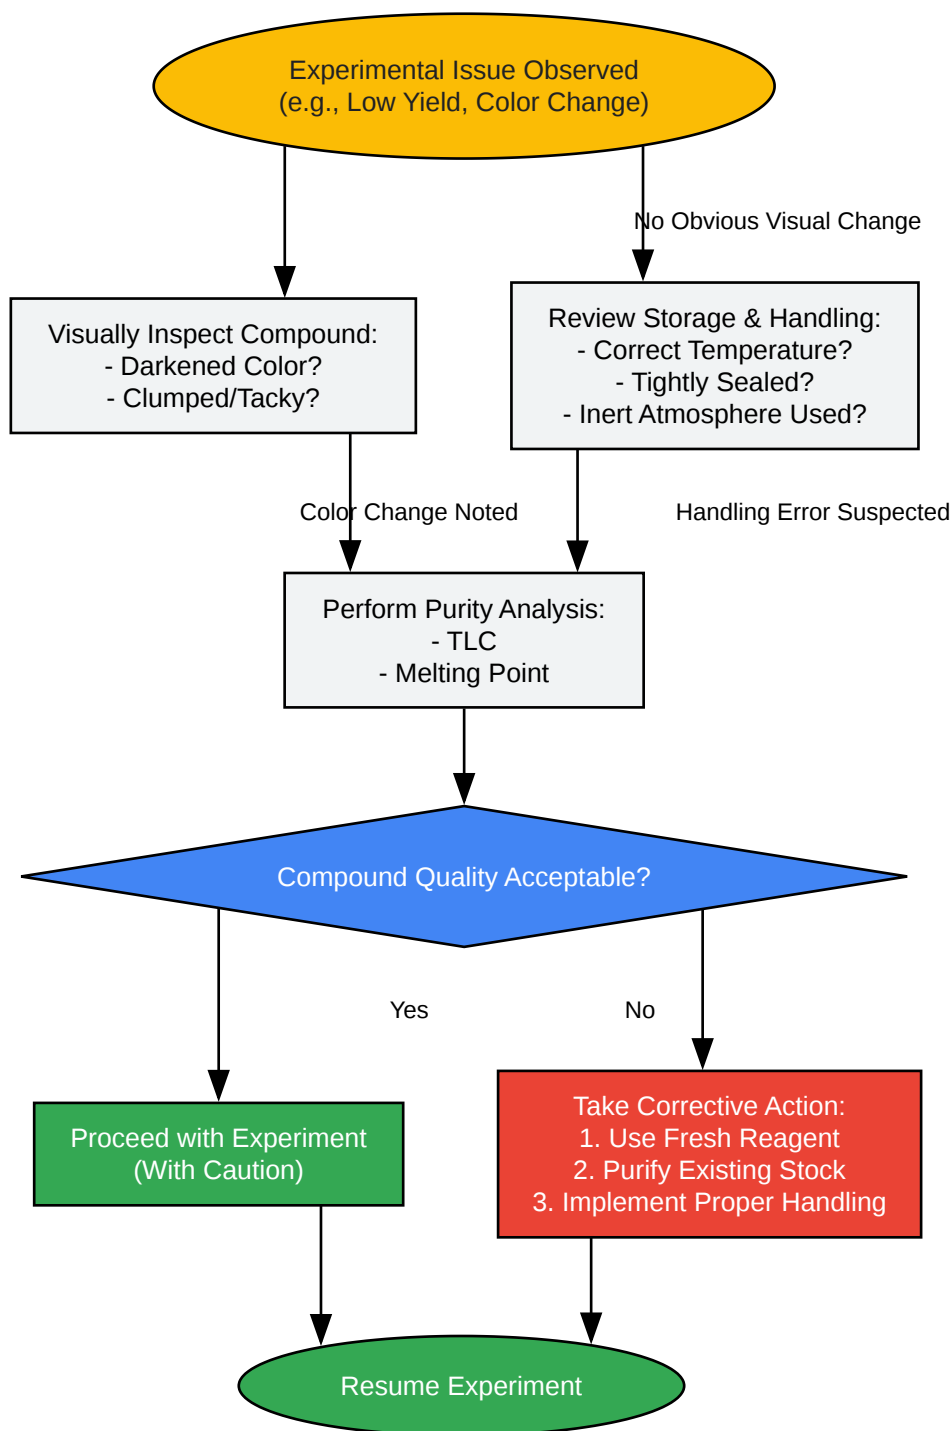 Experimental Issue Observed
(e.g., Low Yield, Color Change)
No Obvious Visual Change
Visually Inspect Compound:
- Darkened Color?
- Clumped/Tacky?
Review Storage & Handling:
- Correct Temperature?
- Tightly Sealed?
- Inert Atmosphere Used?
Color Change Noted
Handling Error Suspected
Perform Purity Analysis:
- TLC
- Melting Point
Compound Quality Acceptable?
Yes
No
Proceed with Experiment
(With Caution)
Take Corrective Action:
1. Use Fresh Reagent
2. Purify Existing Stock
3. Implement Proper Handling
Resume Experiment